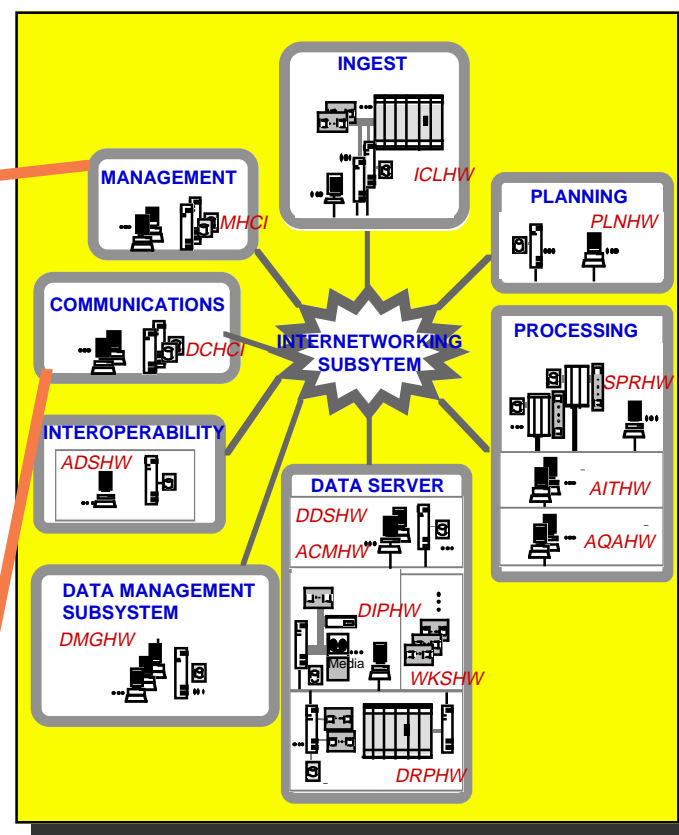 INGEST
ICLHW
MANAGEMENT
MHCI
PLANNING
PLNHW
COMMUNICATIONS
DCHCI
INTERNETWORKING
SUBSYTEM
PROCESSING
SPRHW
AITHW
AQAHW
INTEROPERABILITY
ADSHW
DATA SERVER
DDSHW
ACMHW
DIPHW
Media
WKSHW
DRPHW
DATA MANAGEMENT
SUBSYSTEM
DMGHW